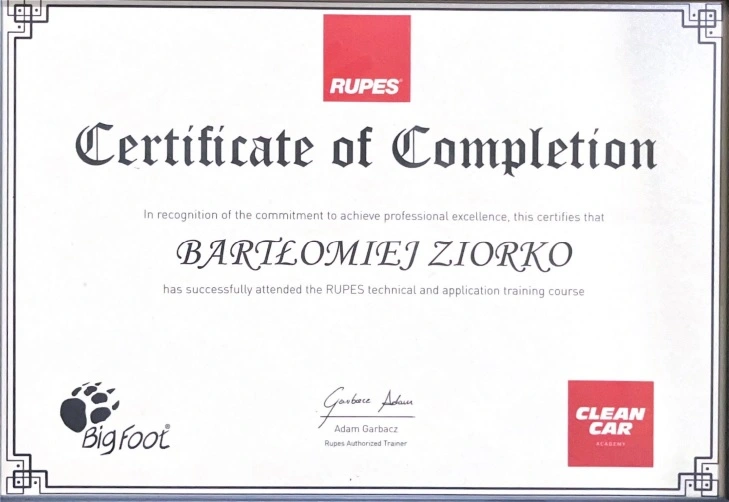 RUPES
Certificate of Completion
In recognition of the commitment to achieve professional excellence, this certifies that
BARTŁOMIEJ ZIORKO
has successfully attended the RUPES technical and application training course
BigFoot
Garbacz Adam
Adam Garbacz
Rupes Authorized Trainer
CLEAN
CAR
ACADEMY